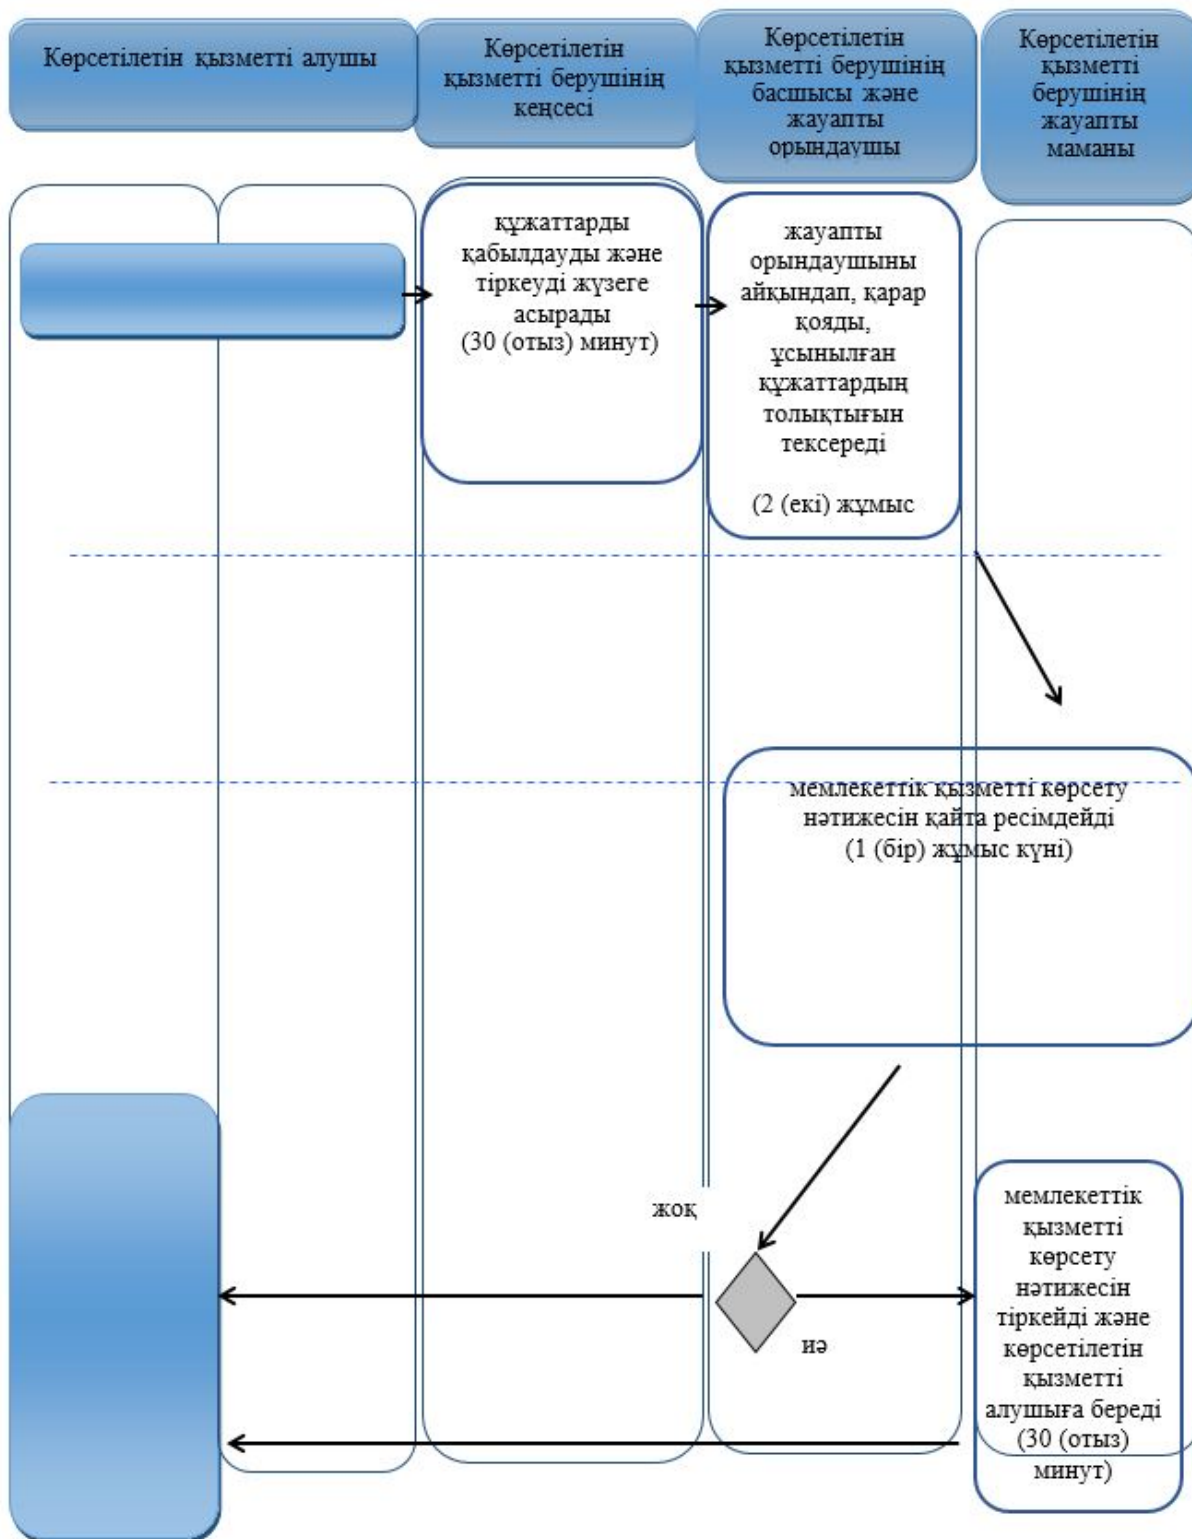 Көрсетілетін қызметті алушы
Көрсетілетін
қызметті берушінің
кеңсесі
Көрсетілетін
қызметті берушінің
басшысы және
жауапты
орындаушы
Көрсетілетін
қызметті
берушінің
жауапты
маманы
құжаттарды
қабылдауды және
тіркеуді жүзеге
асырады
(30 (отыз) минут)
жауапты
орындаушыны
айқындап, қарар
қояды,
ұсынылған
құжаттардың
толықтығын
тексереді
(2 (екі) жұмыс
мемлекеттік қызметті көрсету
нәтижесін қайта ресімдейді
(1 (бір) жұмыс күні)
жоқ
иә
мемлекеттік
қызметті
көрсету
нәтижесін
тіркейді және
көрсетілетін
қызметті
алушыға береді
(30 (отыз)
минут)